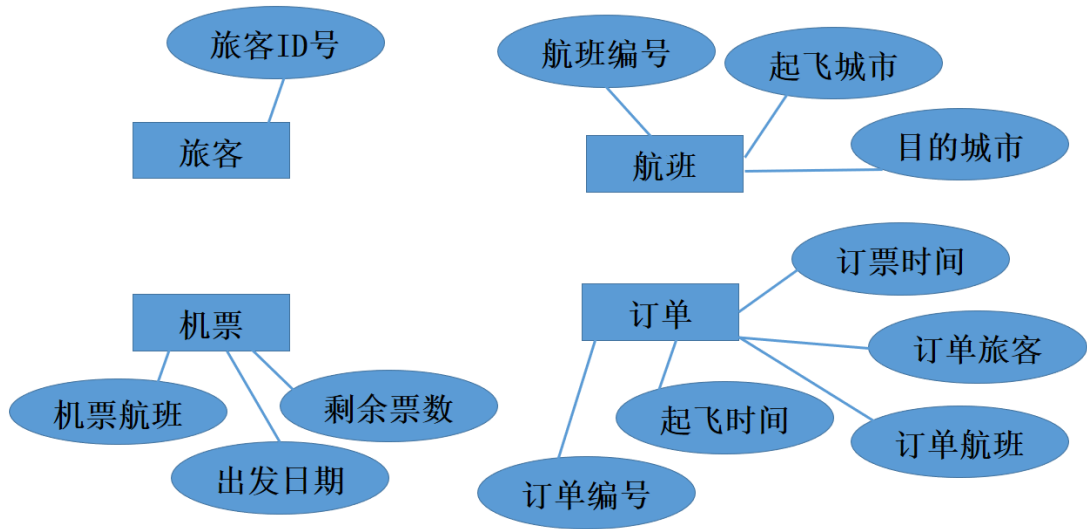 旅客ID号
旅客
航班编号
起飞城市
航班
目的城市
机票
机票航班
出发日期
剩余票数
订票时间
订单
订单旅客
起飞时间
订单航班
订单编号